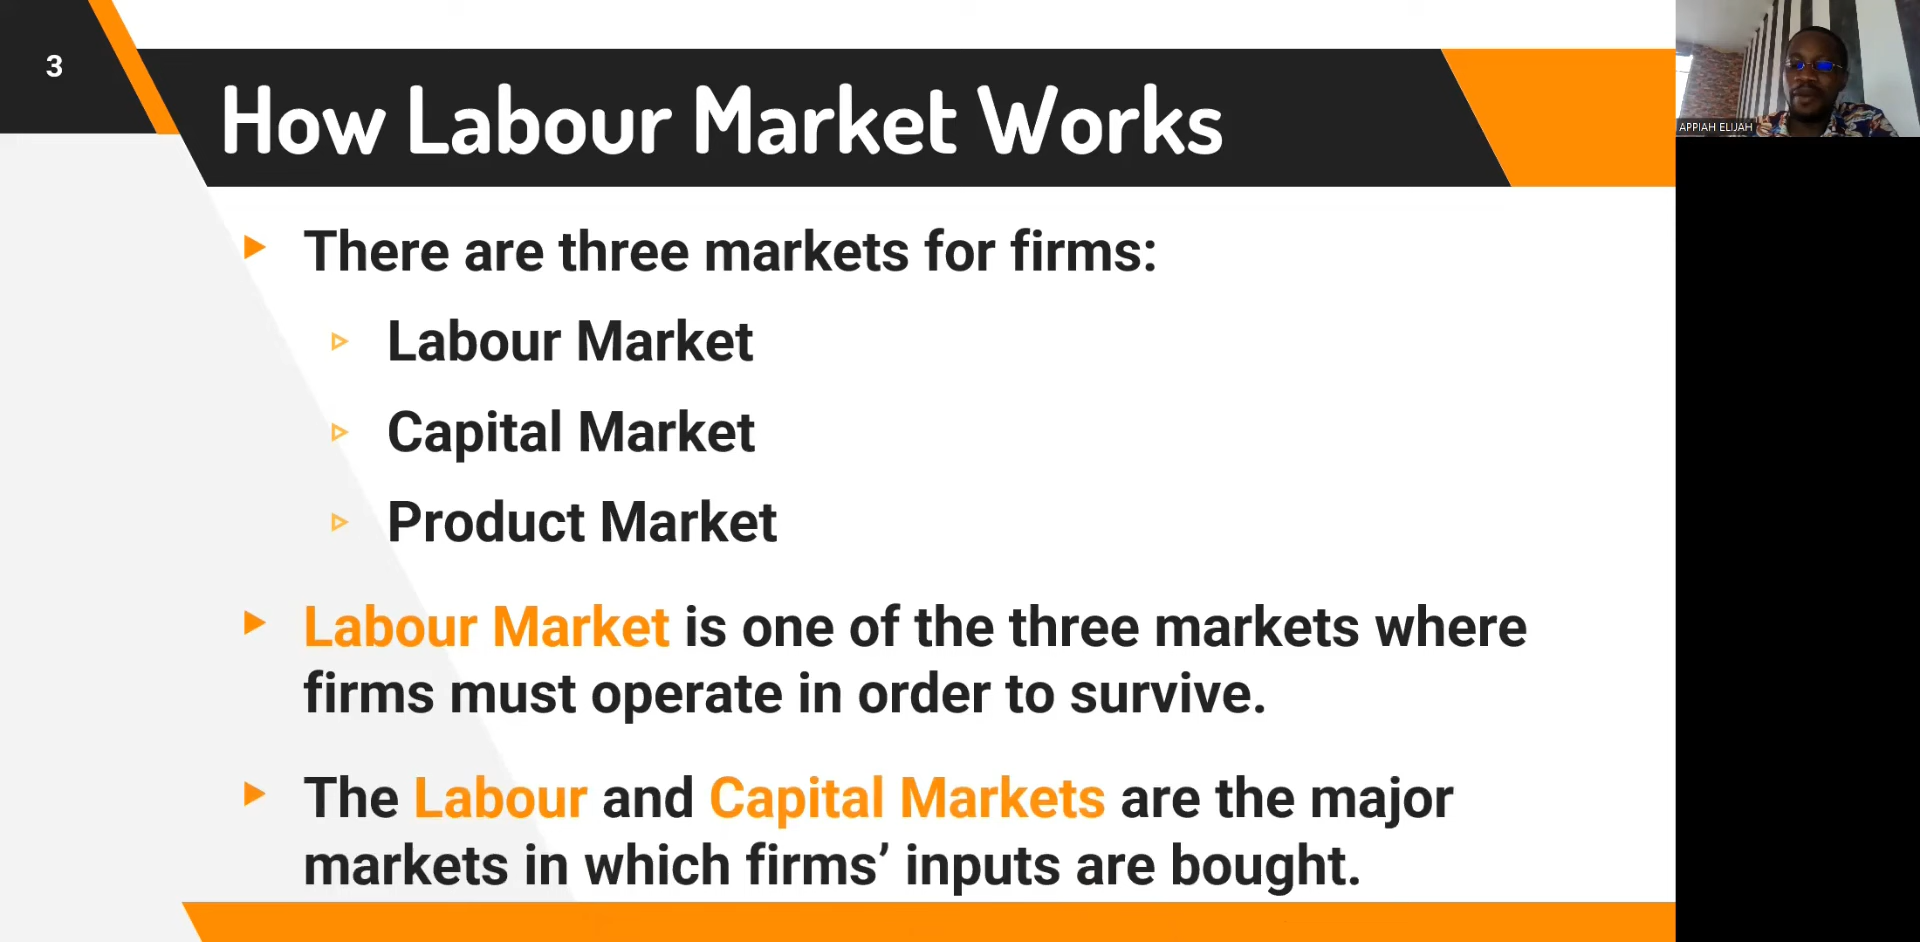 3
How Labour Market Works
There are three markets for firms:
Labour Market
Capital Market
Product Market
Labour Market is one of the three markets where
firms must operate in order to survive.
The Labour and Capital Markets are the major
markets in which firms’ inputs are bought.
APPIAH ELIJAH